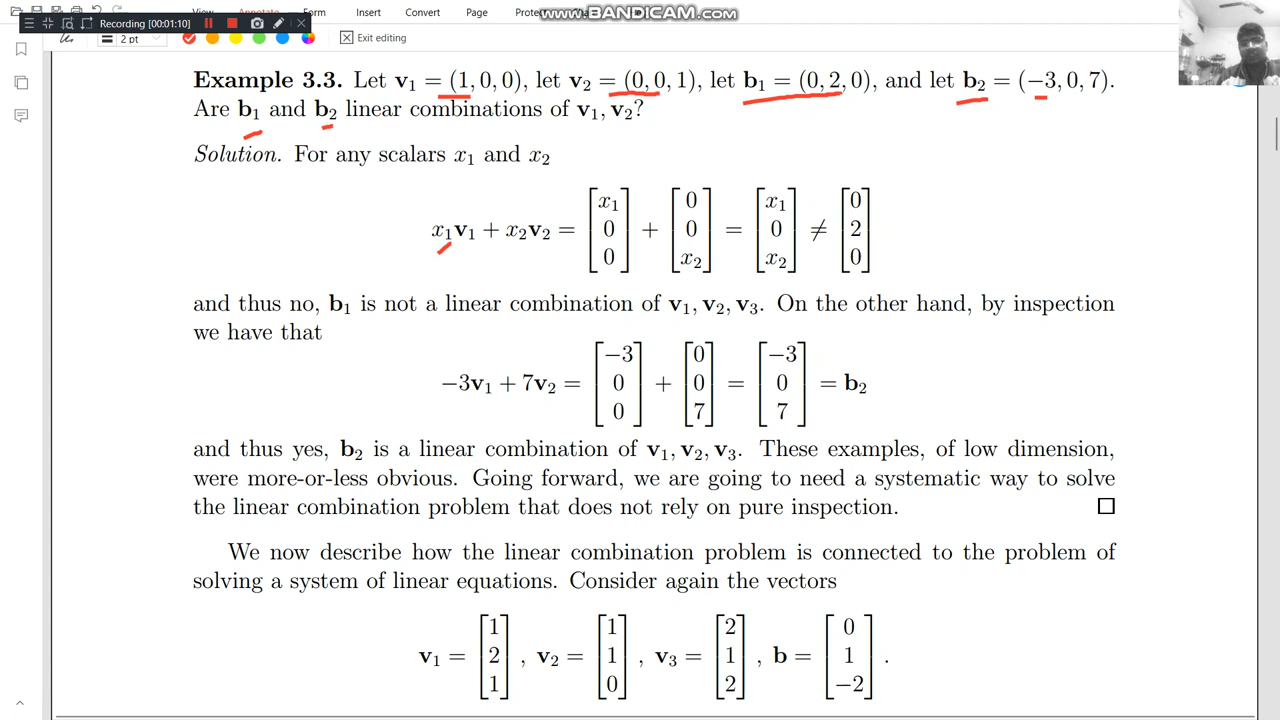 Insert Convert Page Form
www.BANDICAM.com
Recording [00:01:10]
2 pt
Exit editing
Example 3.3. Let v₁ = (1, 0, 0), let v₂ = (0, 0, 1), let b₁ = (0, 2, 0), and let b₂ = (−3, 0, 7).
Are b₁ and b₂ linear combinations of v₁, v₂?
Solution. For any scalars x₁ and x₂
x₁v₁ + x₂v₂ = [x₁ 0 0] + [0 0 x₂] = [x₁ 0 x₂] ≠ [0 2 0]
and thus no, b₁ is not a linear combination of v₁, v₂, v₃. On the other hand, by inspection
we have that
−3v₁ + 7v₂ = [−3 0 0] + [0 0 7] = [−3 0 7] = b₂
and thus yes, b₂ is a linear combination of v₁, v₂, v₃. These examples, of low dimension,
were more-or-less obvious. Going forward, we are going to need a systematic way to solve
the linear combination problem that does not rely on pure inspection. □
We now describe how the linear combination problem is connected to the problem of
solving a system of linear equations. Consider again the vectors
v₁ = [1 2 1], v₂ = [1 1 0], v₃ = [2 1 2], b = [0 1 −2].